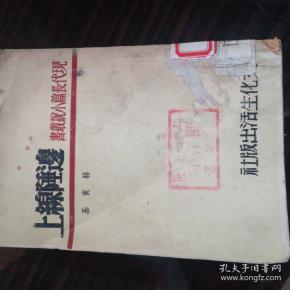 現代長篇小說叢書
邊陲線上
駱賓基
文化生活出版社
孔夫子旧书网